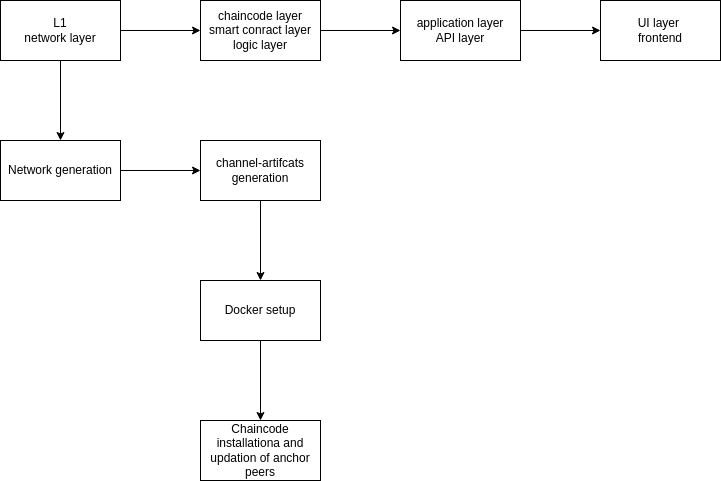 L1
network layer
chaincode layer
smart conract layer
logic layer
application layer
API layer
UI layer
frontend
Network generation
channel-artifcats
generation
Docker setup
Chaincode
installationa and
updation of anchor
peers